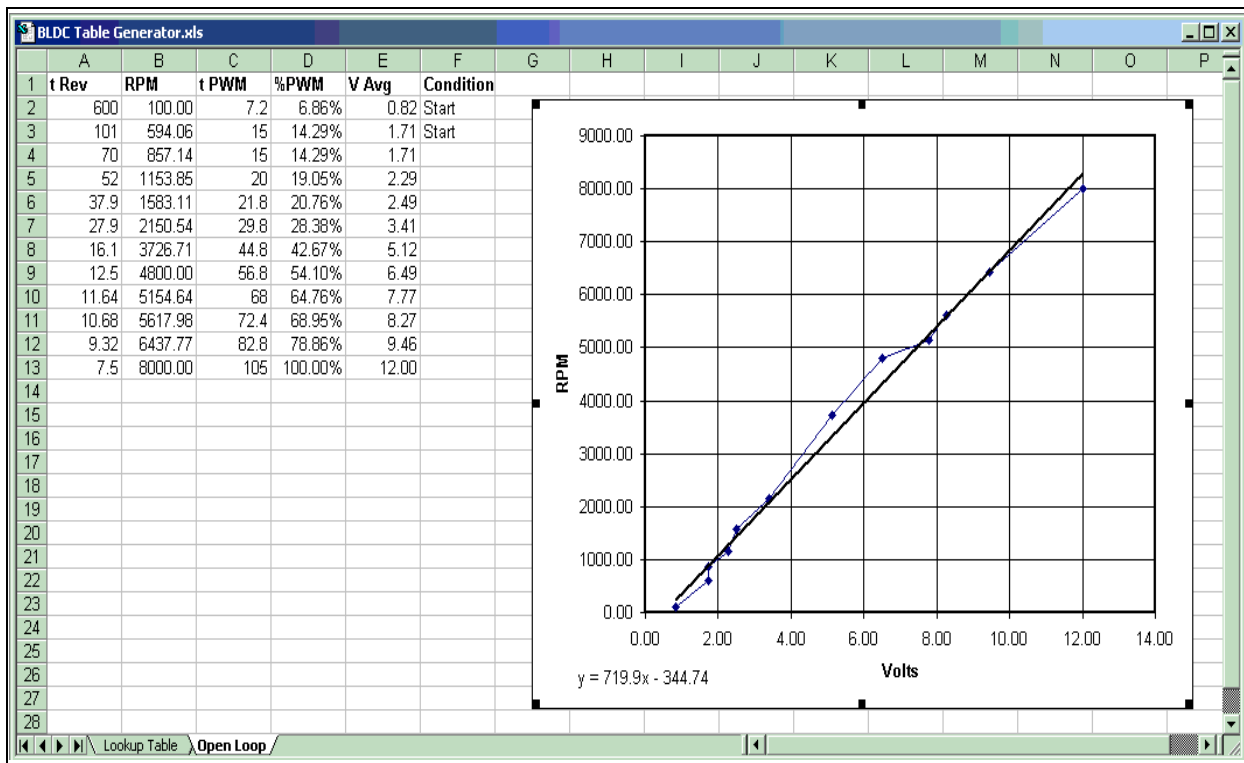 BLDC Table Generator.xls
A B C D E F G H I J K L M N O P
1 t Rev RPM t PWM %PWM V Avg Condition
2 600 100.00 7.2 6.86% 0.82 Start
3 101 594.06 15 14.29% 1.71 Start
4 70 857.14 15 14.29% 1.71
5 52 1153.85 20 19.05% 2.29
6 37.9 1583.11 21.8 20.76% 2.49
7 27.9 2150.54 29.8 28.38% 3.41
8 16.1 3726.71 44.8 42.67% 5.12
9 12.5 4800.00 56.8 54.10% 6.49
10 11.64 5154.64 68 64.76% 7.77
11 10.68 5617.98 72.4 68.95% 8.27
12 9.32 6437.77 82.8 78.86% 9.46
13 7.5 8000.00 105 100.00% 12.00
14
15
16
17
18
19
20
21
22
23
24
25
26
27
28
9000.00
8000.00
7000.00
6000.00
5000.00
4000.00
3000.00
2000.00
1000.00
0.00
RPM
0.00 2.00 4.00 6.00 8.00 10.00 12.00 14.00
Volts
y = 719.9x - 344.74
Lookup Table Open Loop